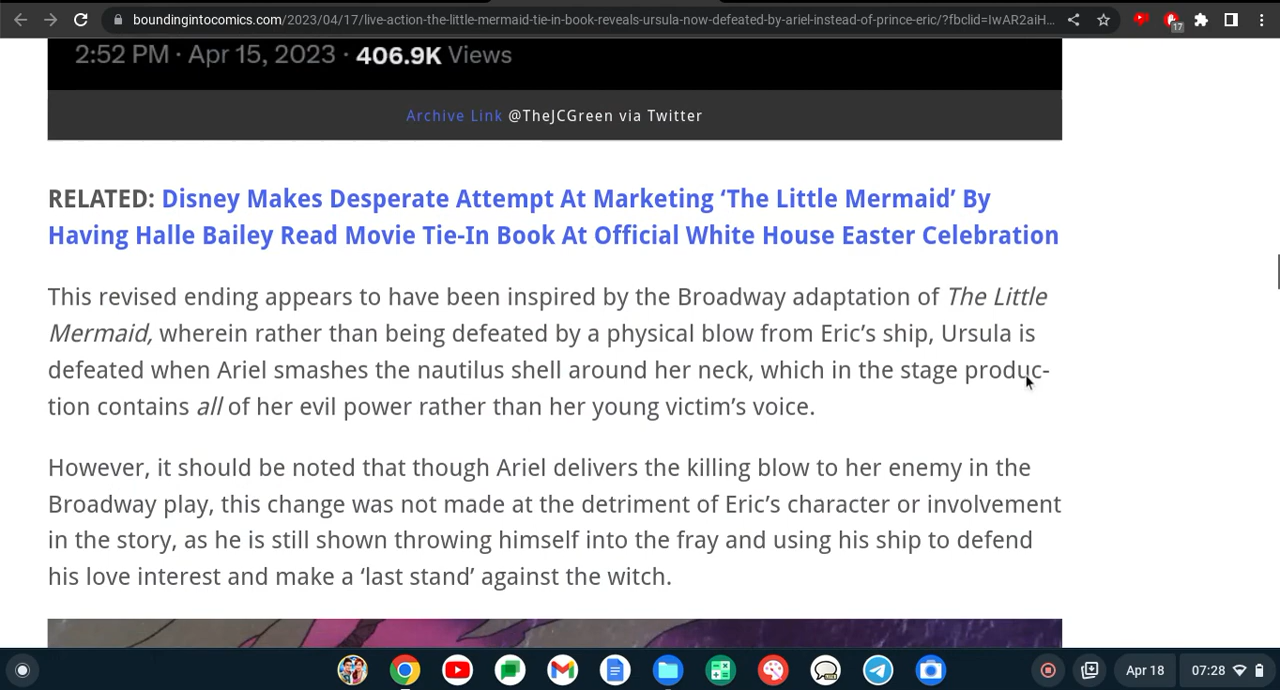 boundingintocomics.com/2023/04/17/live-action-the-little-mermaid-tie-in-book-reveals-ursula-now-defeated-by-ariel-instead-of-prince-eric/?fbclid=IwAR2aiH...
17
2:52 PM · Apr 15, 2023 · 406.9K Views
Archive Link @TheJCGreen via Twitter
RELATED: Disney Makes Desperate Attempt At Marketing ‘The Little Mermaid’ By
Having Halle Bailey Read Movie Tie-In Book At Official White House Easter Celebration
This revised ending appears to have been inspired by the Broadway adaptation of The Little
Mermaid, wherein rather than being defeated by a physical blow from Eric’s ship, Ursula is
defeated when Ariel smashes the nautilus shell around her neck, which in the stage produc-
tion contains all of her evil power rather than her young victim’s voice.
However, it should be noted that though Ariel delivers the killing blow to her enemy in the
Broadway play, this change was not made at the detriment of Eric’s character or involvement
in the story, as he is still shown throwing himself into the fray and using his ship to defend
his love interest and make a ‘last stand’ against the witch.
Apr 18
07:28